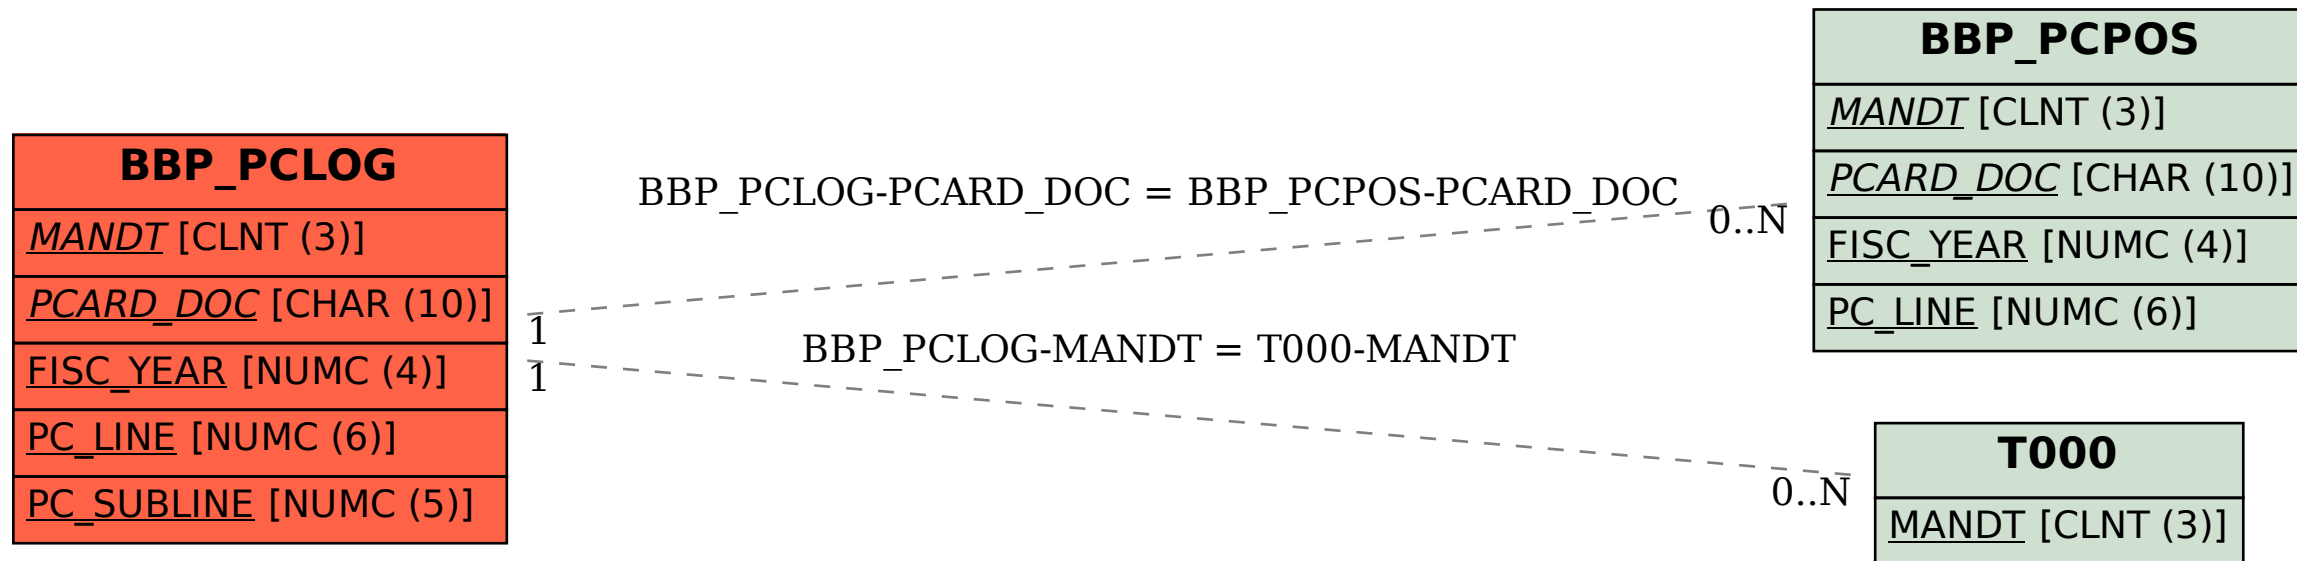 BBP_PCLOG
MANDT [CLNT (3)]
PCARD_DOC [CHAR (10)]
FISC_YEAR [NUMC (4)]
PC_LINE [NUMC (6)]
PC_SUBLINE [NUMC (5)]
BBP_PCLOG-PCARD_DOC = BBP_PCPOS-PCARD_DOC
0..N
1
BBP_PCLOG-MANDT = T000-MANDT
1
0..N
BBP_PCPOS
MANDT [CLNT (3)]
PCARD_DOC [CHAR (10)]
FISC_YEAR [NUMC (4)]
PC_LINE [NUMC (6)]
T000
MANDT [CLNT (3)]